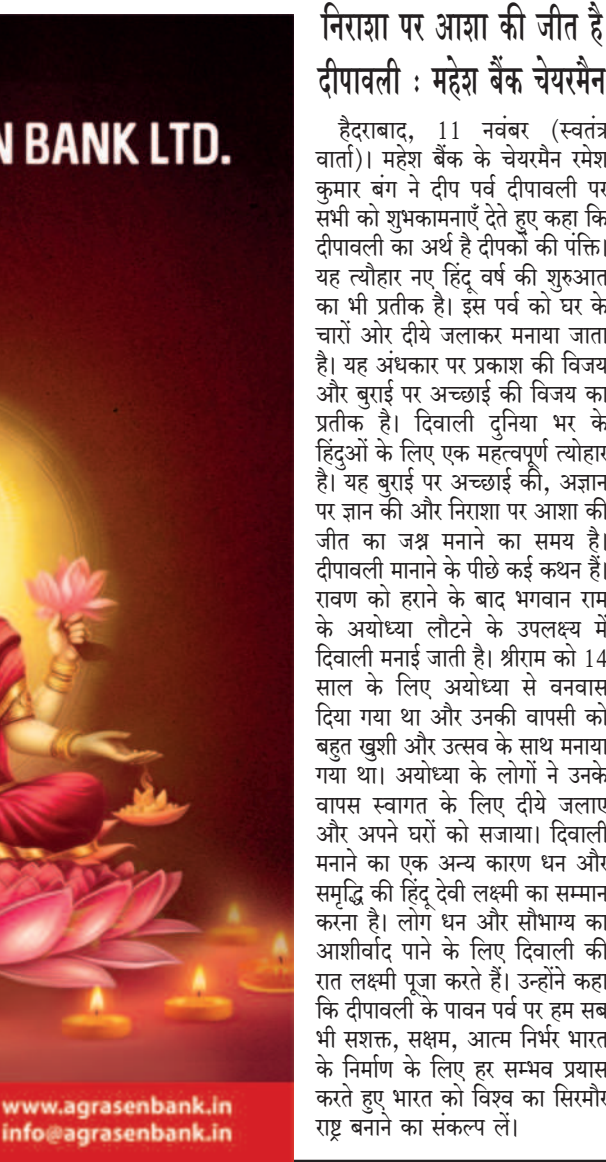 N BANK LTD.
www.agrasenbank.in
info@agrasenbank.in
निराशा पर आशा की जीत है
दीपावली : महेश बैंक चेयरमैन
हैदराबाद, 11 नवंबर (स्वतंत्र
वार्ता)। महेश बैंक के चेयरमैन रमेश
कुमार बंग ने दीप पर्व दीपावली पर
सभी को शुभकामनाएँ देते हुए कहा कि
दीपावली का अर्थ है दीपकों की पंक्ति।
यह त्यौहार नए हिंदू वर्ष की शुरुआत
का भी प्रतीक है। इस पर्व को घर के
चारों ओर दीये जलाकर मनाया जाता
है। यह अंधकार पर प्रकाश की विजय
और बुराई पर अच्छाई की विजय का
प्रतीक है। दिवाली दुनिया भर के
हिंदुओं के लिए एक महत्वपूर्ण त्योहार
है। यह बुराई पर अच्छाई की, अज्ञान
पर ज्ञान की और निराशा पर आशा की
जीत का जश्न मनाने का समय है।
दीपावली मानाने के पीछे कई कथन हैं।
रावण को हराने के बाद भगवान राम
के अयोध्या लौटने के उपलक्ष्य में
दिवाली मनाई जाती है। श्रीराम को 14
साल के लिए अयोध्या से वनवास
दिया गया था और उनकी वापसी को
बहुत खुशी और उत्सव के साथ मनाया
गया था। अयोध्या के लोगों ने उनके
वापस स्वागत के लिए दीये जलाए
और अपने घरों को सजाया। दिवाली
मनाने का एक अन्य कारण धन और
समृद्धि की हिंदू देवी लक्ष्मी का सम्मान
करना है। लोग धन और सौभाग्य का
आशीर्वाद पाने के लिए दिवाली की
रात लक्ष्मी पूजा करते हैं। उन्होंने कहा
कि दीपावली के पावन पर्व पर हम सब
भी सशक्त, सक्षम, आत्म निर्भर भारत
के निर्माण के लिए हर सम्भव प्रयास
करते हुए भारत को विश्व का सिरमौर
राष्ट्र बनाने का संकल्प लें।